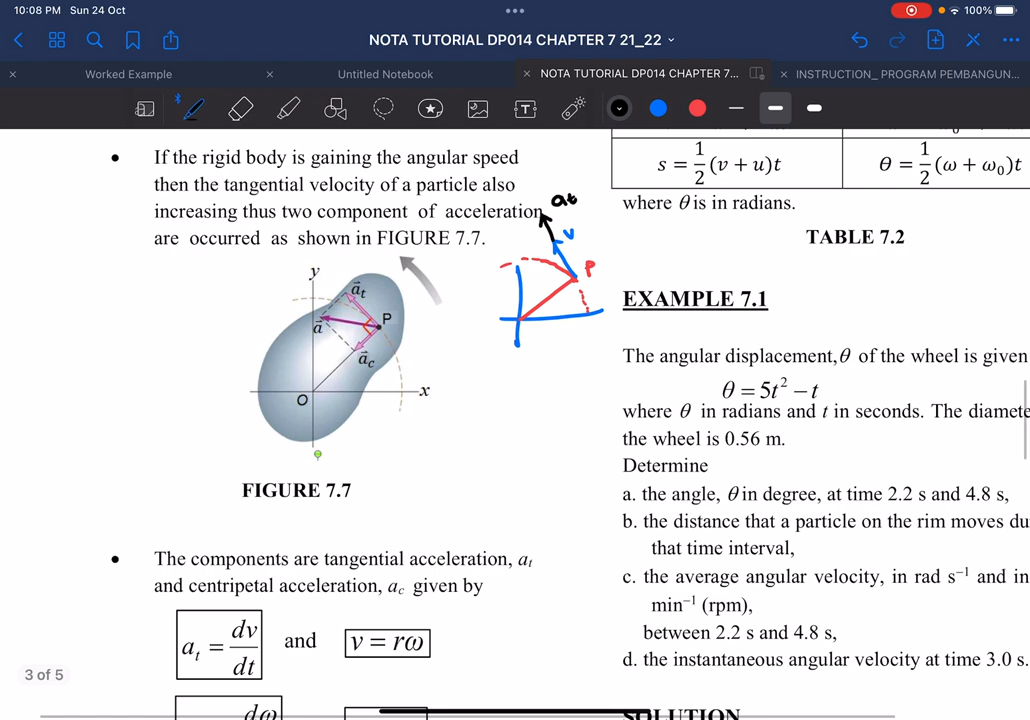 10:08 PM Sun 24 Oct
100%
NOTA TUTORIAL DP014 CHAPTER 7 21_22
Worked Example
Untitled Notebook
NOTA TUTORIAL DP014 CHAPTER 7...
INSTRUCTION_ PROGRAM PEMBANGUN...
• If the rigid body is gaining the angular speed
then the tangential velocity of a particle also
increasing thus two component of acceleration
are occurred as shown in FIGURE 7.7.
at
v
P
y
a⃗t
P
a⃗
a⃗c
O
x
FIGURE 7.7
• The components are tangential acceleration, at
and centripetal acceleration, ac given by
at = dv/dt and v = rω
dω
3 of 5
s = 1/2 (v + u)t
θ = 1/2 (ω + ω₀)t
where θ is in radians.
TABLE 7.2
EXAMPLE 7.1
The angular displacement, θ of the wheel is given
θ = 5t² − t
where θ in radians and t in seconds. The diamete
the wheel is 0.56 m.
Determine
a. the angle, θ in degree, at time 2.2 s and 4.8 s,
b. the distance that a particle on the rim moves du
that time interval,
c. the average angular velocity, in rad s⁻¹ and in
min⁻¹ (rpm),
between 2.2 s and 4.8 s,
d. the instantaneous angular velocity at time 3.0 s.
SOLUTION